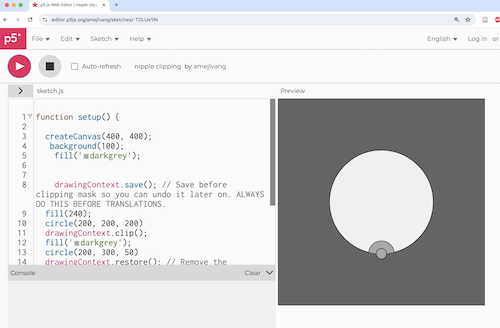 p5.js Web Editor | nipple clip
editor.p5js.org/amejivang/sketches/-TDLUe1lN
p5* File Edit Sketch Help English Log in or
Auto-refresh nipple clipping by amejivang
sketch.js Preview
1 function setup() {
2
3 createCanvas(400, 400);
4 background(100);
5 fill('darkgrey');
6
7
8 drawingContext.save(); // Save before
clipping mask so you can undo it later on. ALWAYS
DO THIS BEFORE TRANSLATIONS.
9 fill(240);
10 circle(200, 200, 200)
11 drawingContext.clip();
12 fill('darkgrey');
13 circle(200, 300, 50)
14 drawingContext.restore(); // Remove the
Console Clear